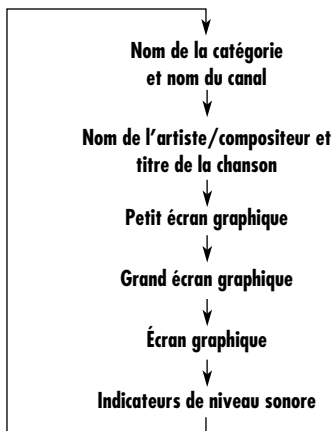 Nom de la catégorie
et nom du canal
Nom de l'artiste/compositeur et
titre de la chanson
Petit écran graphique
Grand écran graphique
Écran graphique
Indicateurs de niveau sonore